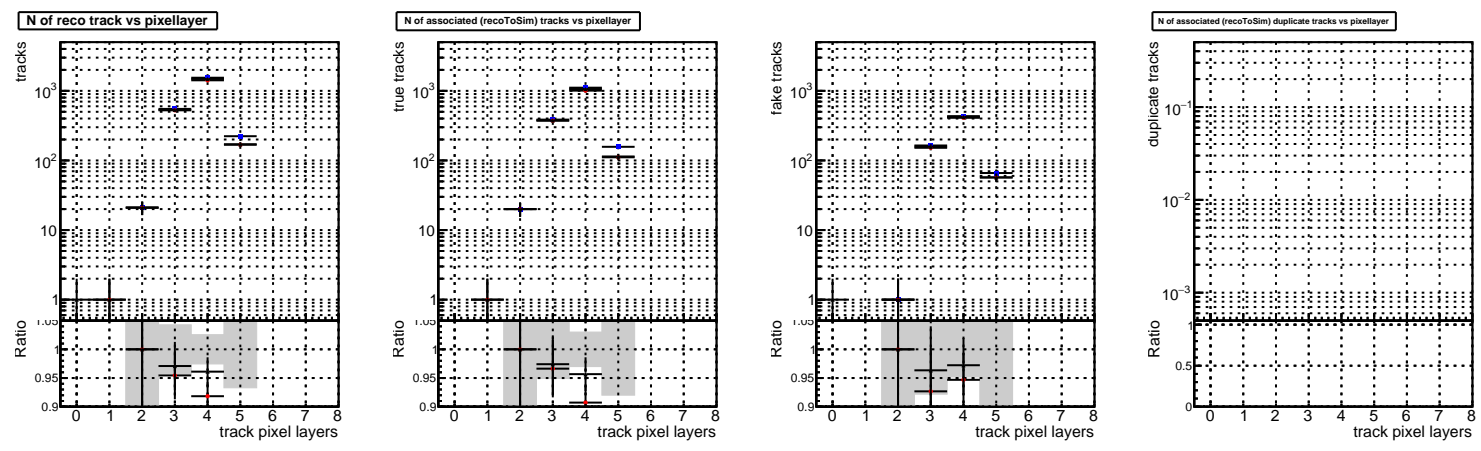 N of reco track vs pixellayer
tracks
10³
10²
10
1
Ratio
1.05
1
0.95
0.9
0 1 2 3 4 5 6 7 8
track pixel layers
N of associated (recoToSim) tracks vs pixellayer
true tracks
10³
10²
10
1
Ratio
1.05
1
0.95
0.9
0 1 2 3 4 5 6 7 8
track pixel layers
fake tracks
10³
10²
10
1
Ratio
1.05
1
0.95
0.9
0 1 2 3 4 5 6 7 8
track pixel layers
N of associated (recoToSim) duplicate tracks vs pixellayer
duplicate tracks
10⁻¹
10⁻²
10⁻³
Ratio
1
0.5
0
0 1 2 3 4 5 6 7 8
track pixel layers